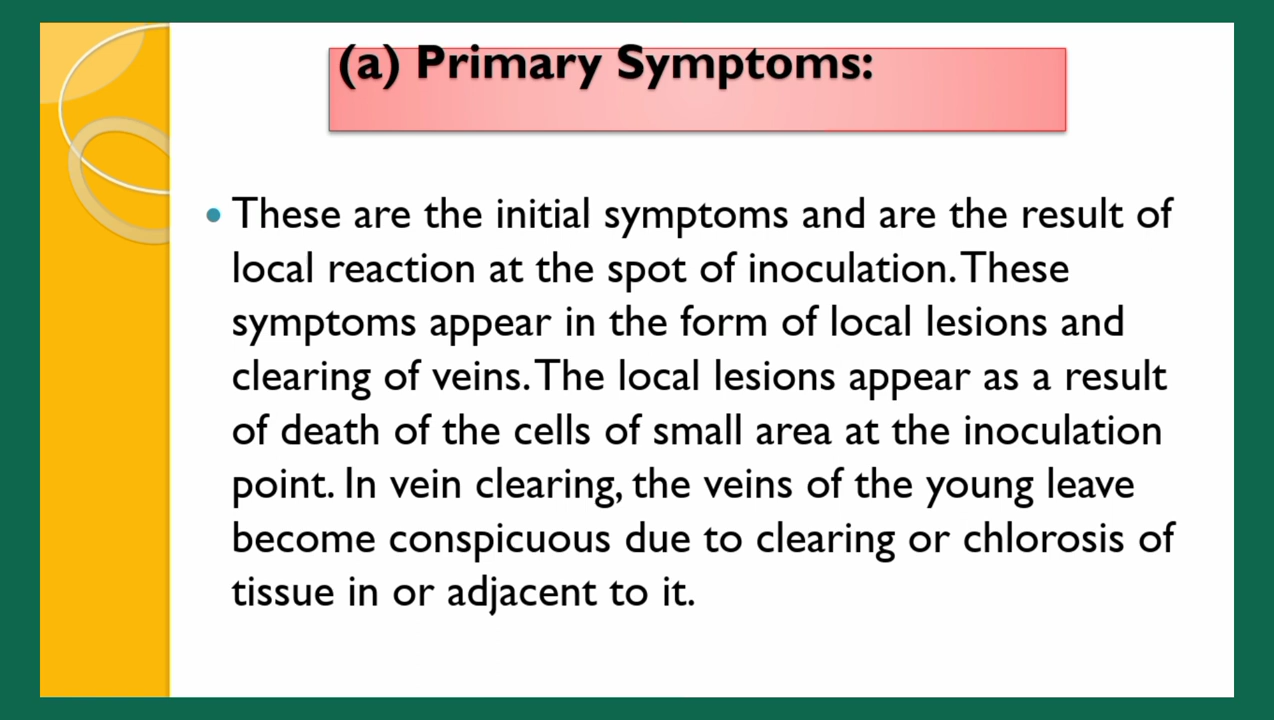 (a) Primary Symptoms:
• These are the initial symptoms and are the result of
local reaction at the spot of inoculation. These
symptoms appear in the form of local lesions and
clearing of veins. The local lesions appear as a result
of death of the cells of small area at the inoculation
point. In vein clearing, the veins of the young leave
become conspicuous due to clearing or chlorosis of
tissue in or adjacent to it.